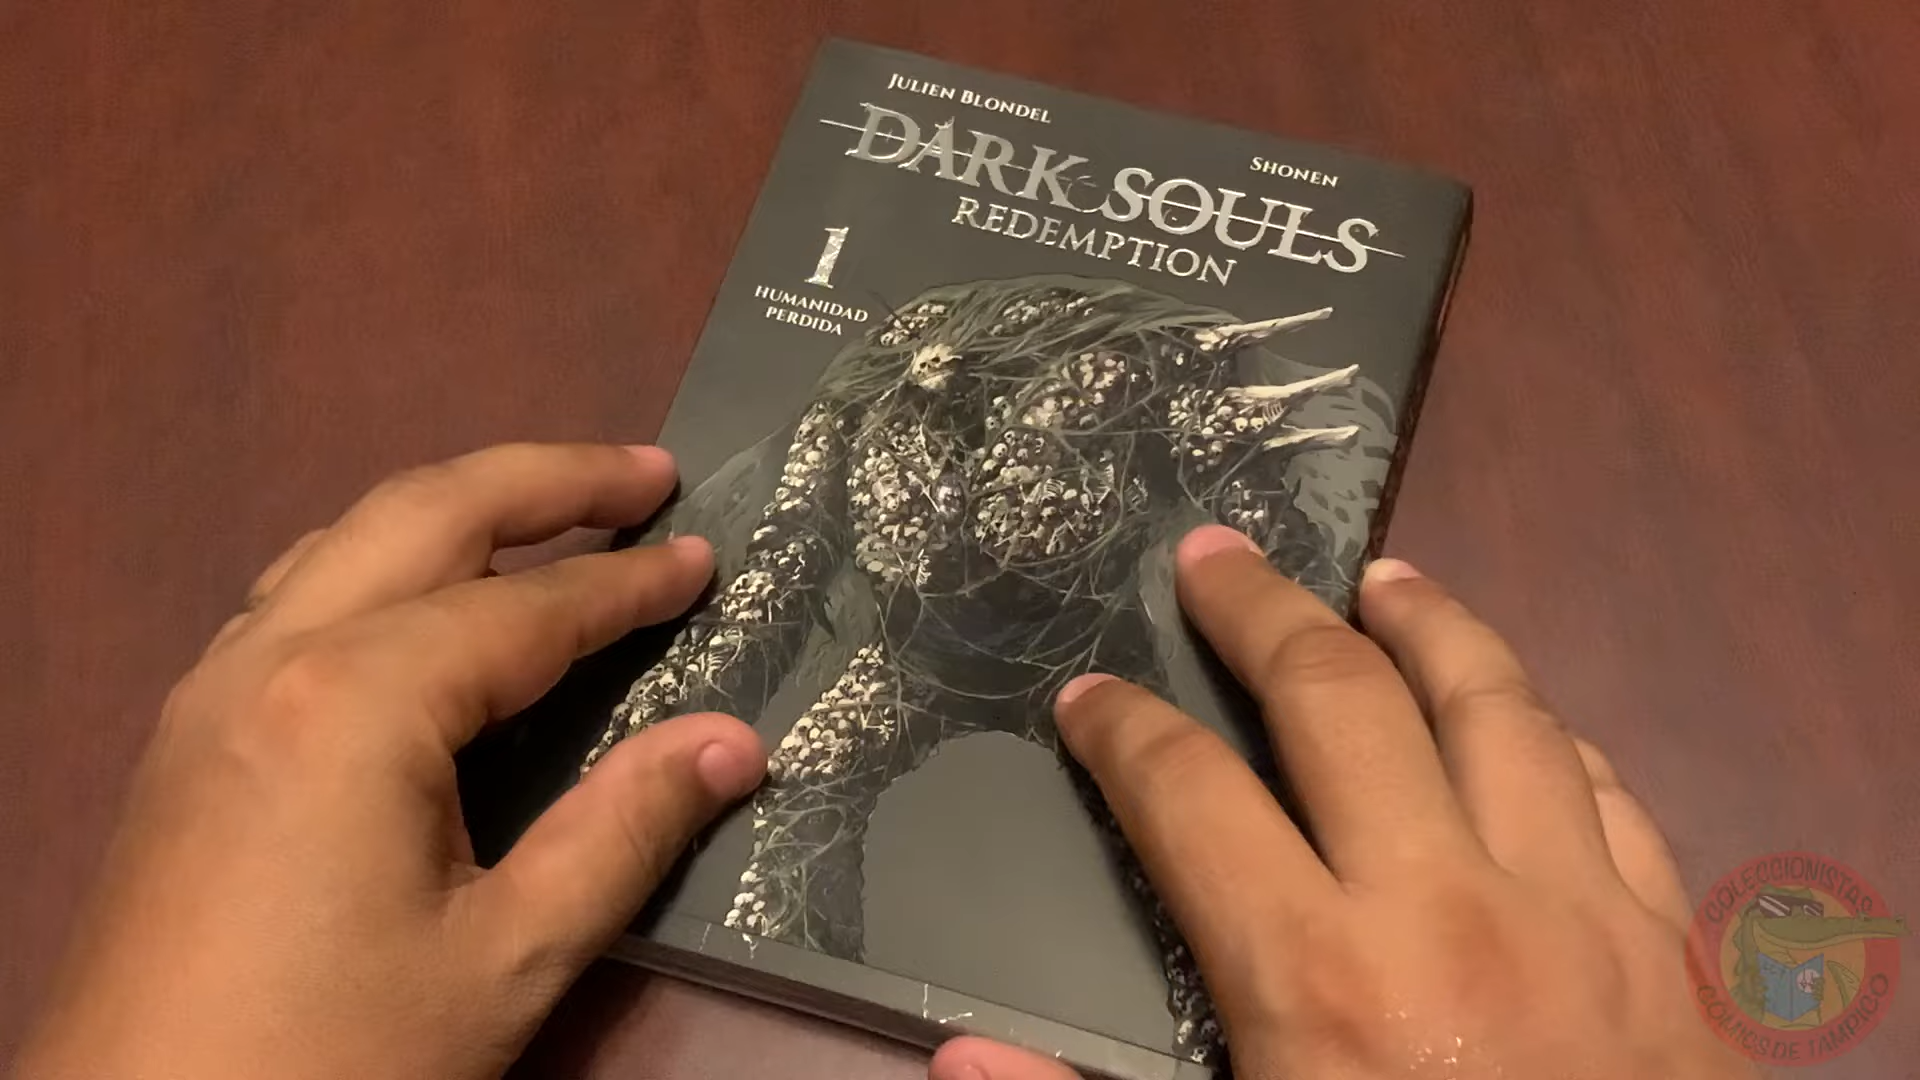 JULIEN BLONDEL
SHONEN
DARK SOULS
REDEMPTION
1
HUMANIDAD
PERDIDA
COLECCIONISTAS
COMICS DE TAMPICO